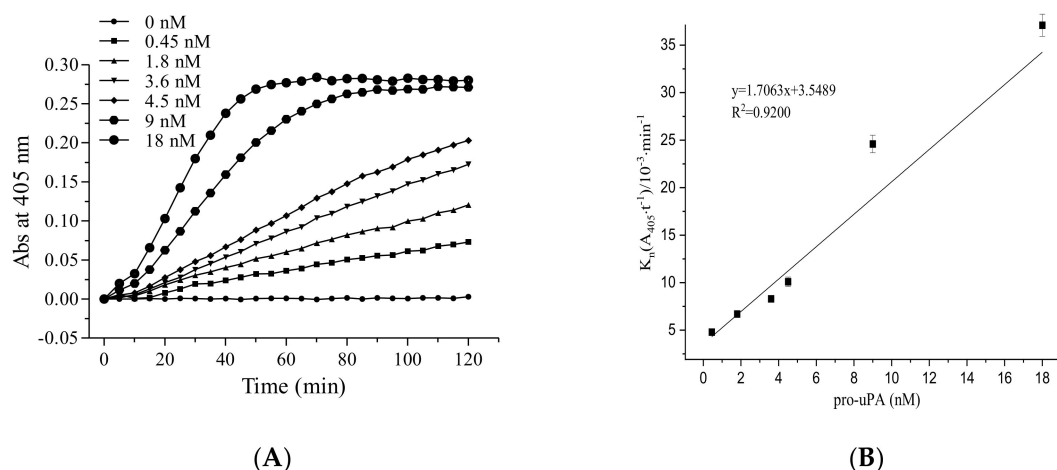 0 nM
0.45 nM
1.8 nM
3.6 nM
4.5 nM
9 nM
18 nM
0.30
0.25
0.20
0.15
0.10
0.05
0.00
-0.05
Abs at 405 nm
0 20 40 60 80 100 120
Time (min)
(A)
35
30
25
20
15
10
5
Kn(A405·t-1)/10-3·min-1
y=1.7063x+3.5489
R2=0.9200
0 2 4 6 8 10 12 14 16 18
pro-uPA (nM)
(B)